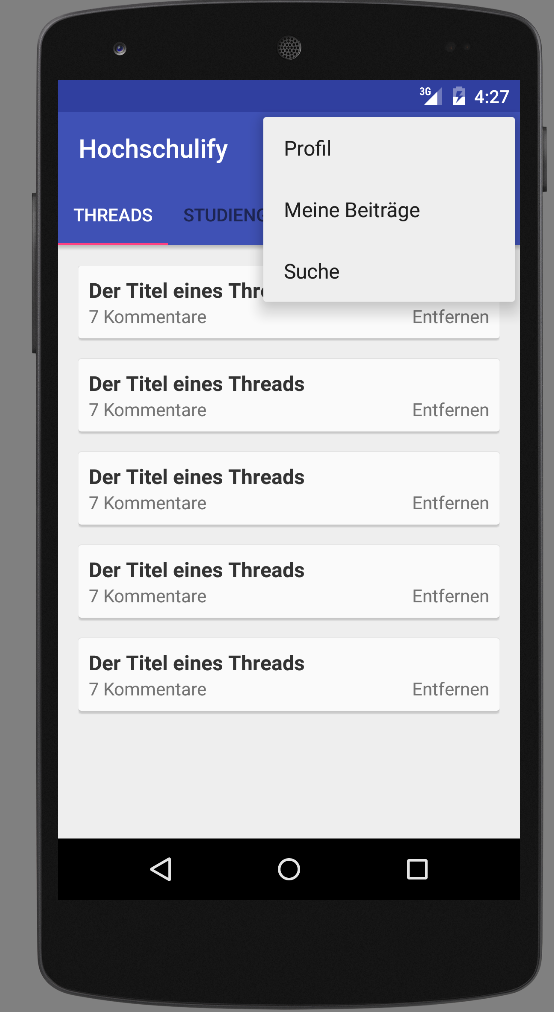 3G 4:27
Hochschulify
Profil
THREADS STUDIENG
Meine Beiträge
Suche
Der Titel eines Thre
7 Kommentare Entfernen
Der Titel eines Threads
7 Kommentare Entfernen
Der Titel eines Threads
7 Kommentare Entfernen
Der Titel eines Threads
7 Kommentare Entfernen
Der Titel eines Threads
7 Kommentare Entfernen